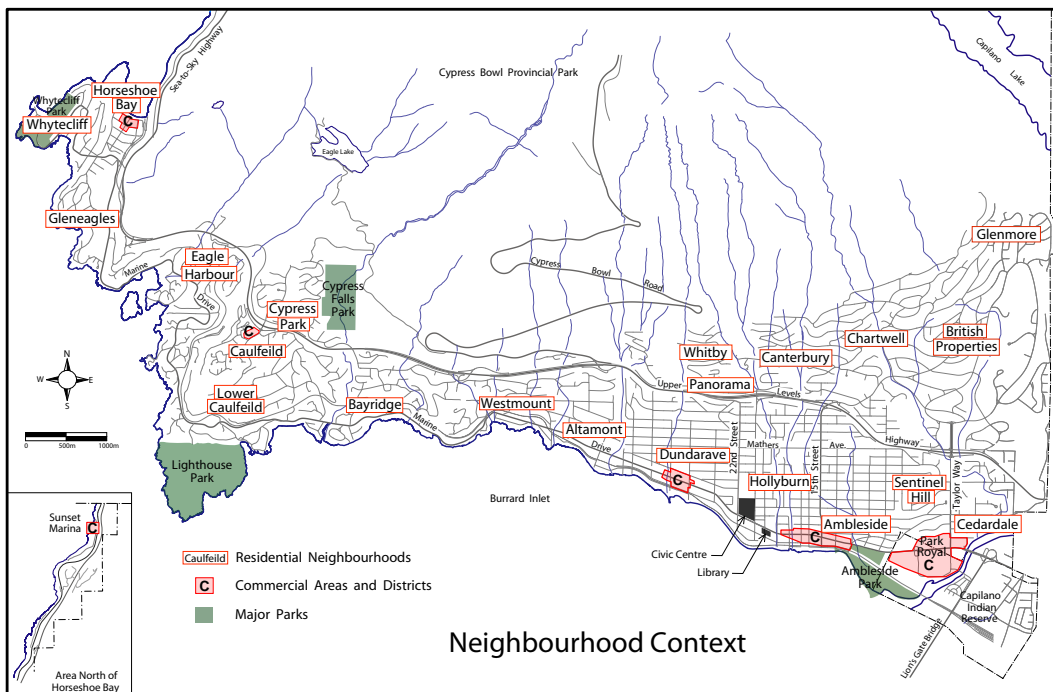 Sea-to-Sky Highway
Cypress Bowl Provincial Park
Capilano
Lake
Whytecliff
Park
Horseshoe
Bay
C
Whytecliff
Eagle Lake
Gleneagles
Glenmore
Marine
Drive
Eagle
Harbour
Cypress
Falls
Park
Cypress
Bowl
Road
Cypress
Park
C
Caulfeild
Chartwell
British
Properties
Whitby
Canterbury
Upper
Panorama
Levels
Highway
N
W
E
S
Lower
Caulfeild
Bayridge
Marine
Westmount
Altamont
Drive
22nd Street
Mathers
Ave.
15th Street
Taylor Way
0
500m
1000m
Lighthouse
Park
Dundarave
C
Hollyburn
Sentinel
Hill
Burrard Inlet
Ambleside
C
Cedardale
Park
Royal
C
Sunset
Marina
C
Civic Centre
Library
Ambleside
Park
Capilano
Indian
Reserve
Lion's Gate Bridge
Caulfeild Residential Neighbourhoods
C Commercial Areas and Districts
Major Parks
Neighbourhood Context
Area North of
Horseshoe Bay